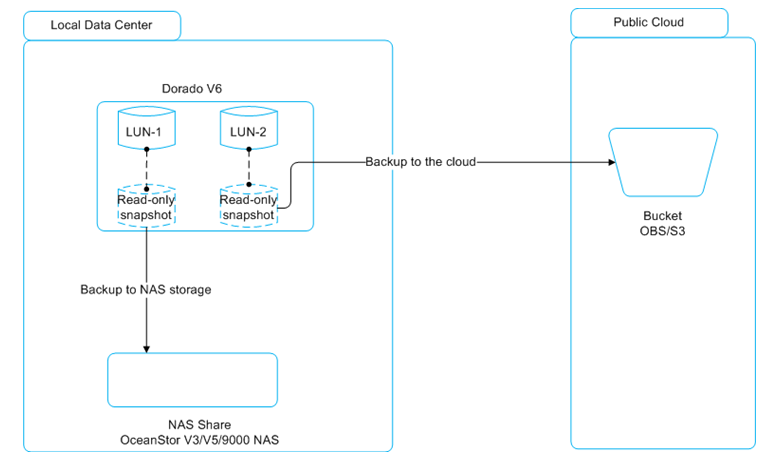 Local Data Center
Public Cloud
Dorado V6
LUN-1
LUN-2
Backup to the cloud
Read-only
snapshot
Read-only
snapshot
Bucket
OBS/S3
Backup to NAS storage
NAS Share
OceanStor V3/V5/9000 NAS